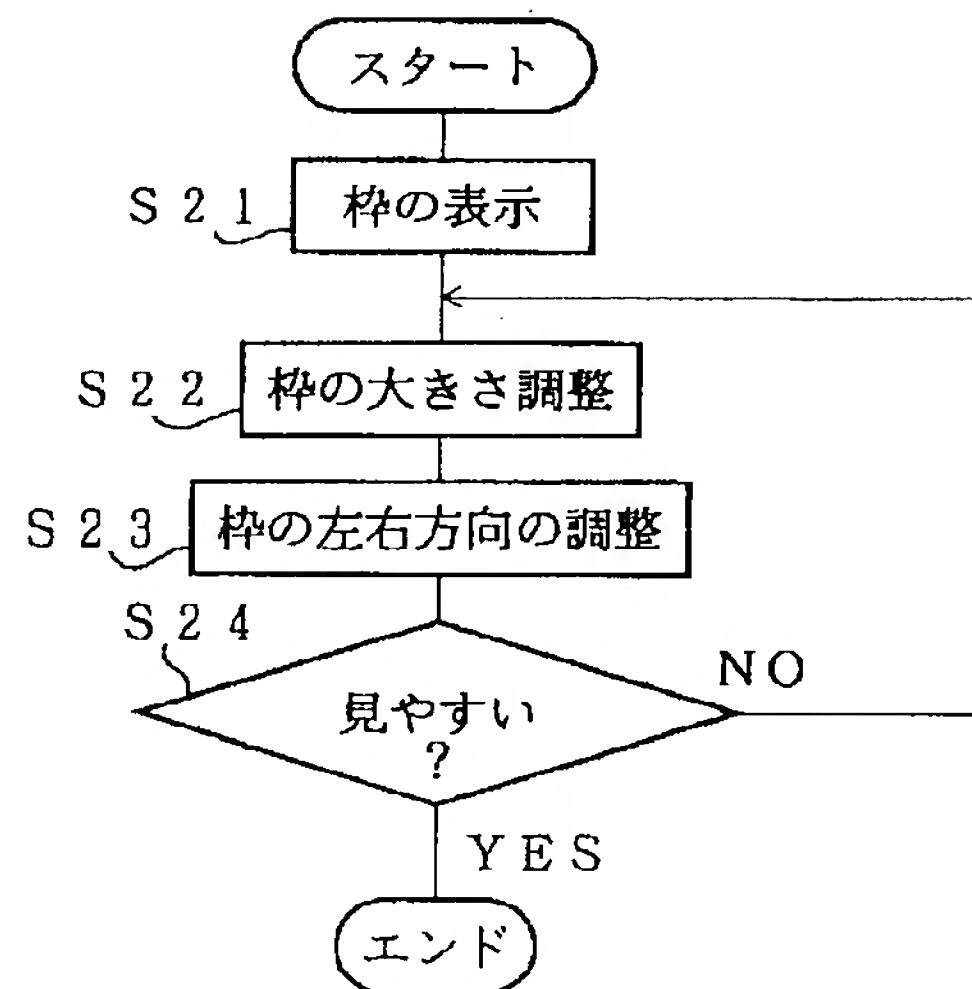 スタート
S21
枠の表示
S22
枠の大きさ調整
S23
枠の左右方向の調整
S24
見やすい
?
NO
YES
エンド